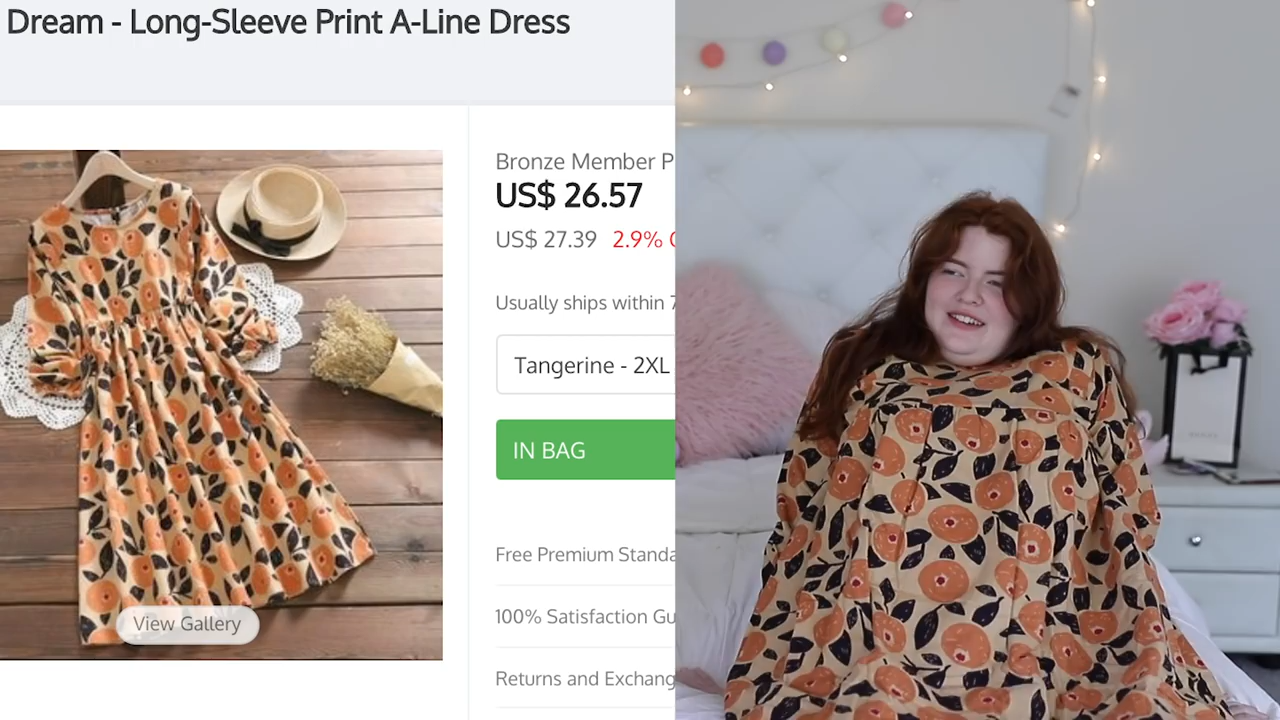 Dream - Long-Sleeve Print A-Line Dress
Bronze Member P
US$ 26.57
US$ 27.39 2.9%
Usually ships within 7
Tangerine - 2XL
IN BAG
Free Premium Standa
100% Satisfaction Gu
Returns and Exchang
View Gallery